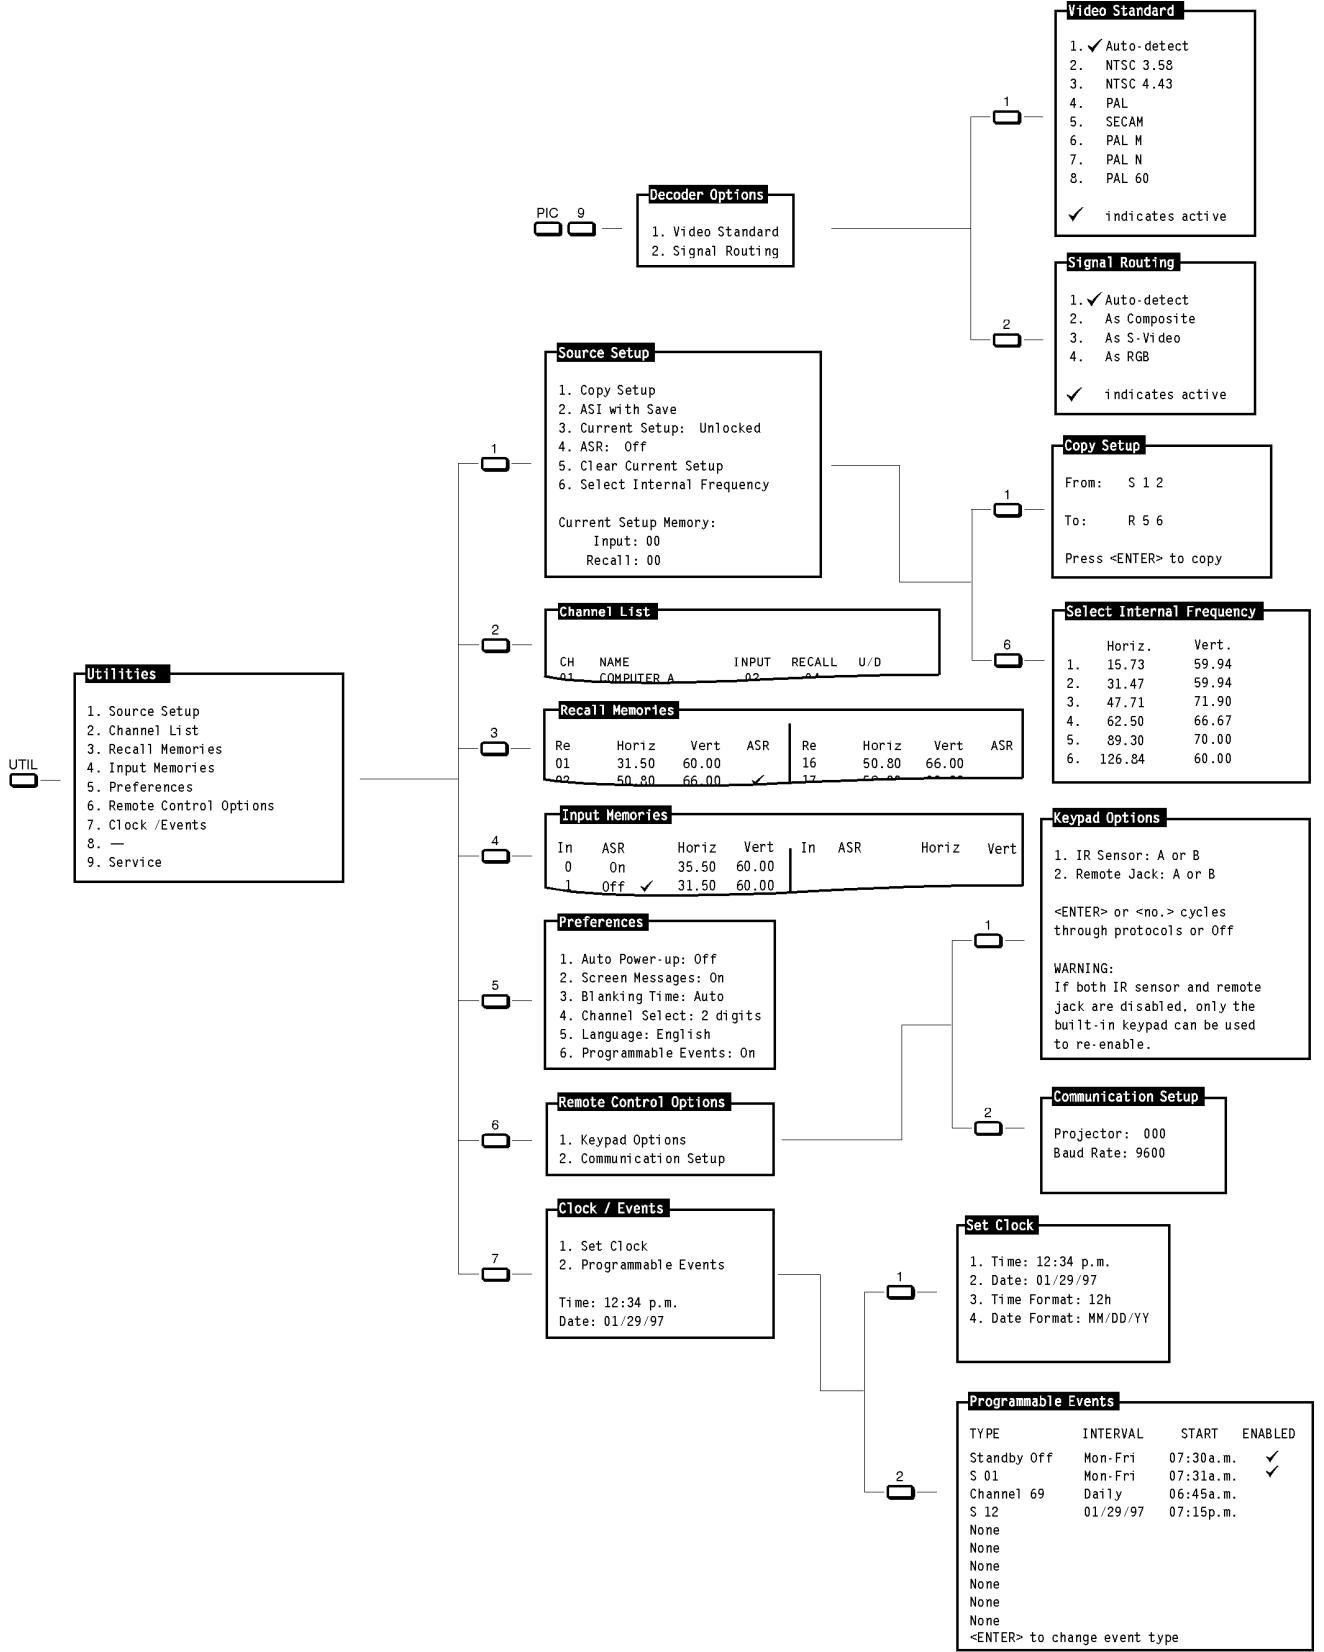 Video Standard
1. ✓ Auto-detect
2. NTSC 3.58
3. NTSC 4.43
4. PAL
5. SECAM
6. PAL M
7. PAL N
8. PAL 60
✓ indicates active
1
PIC 9
Decoder Options
1. Video Standard
2. Signal Routing
2
Signal Routing
1. ✓ Auto-detect
2. As Composite
3. As S-Video
4. As RGB
✓ indicates active
UTIL
Utilities
1. Source Setup
2. Channel List
3. Recall Memories
4. Input Memories
5. Preferences
6. Remote Control Options
7. Clock /Events
8. —
9. Service
1
Source Setup
1. Copy Setup
2. ASI with Save
3. Current Setup: Unlocked
4. ASR: Off
5. Clear Current Setup
6. Select Internal Frequency
Current Setup Memory:
Input: 00
Recall: 00
1
Copy Setup
From: S 1 2
To: R 5 6
Press <ENTER> to copy
6
Select Internal Frequency
Horiz. Vert.
1. 15.73 59.94
2. 31.47 59.94
3. 47.71 71.90
4. 62.50 66.67
5. 89.30 70.00
6. 126.84 60.00
2
Channel List
CH NAME INPUT RECALL U/D
01 COMPUTER A 02 04
3
Recall Memories
Re Horiz Vert ASR Re Horiz Vert ASR
01 31.50 60.00 16 50.80 66.00
02 50.80 66.00 ✓ 17
4
Input Memories
In ASR Horiz Vert In ASR Horiz Vert
0 On 35.50 60.00
1 Off ✓ 31.50 60.00
5
Preferences
1. Auto Power-up: Off
2. Screen Messages: On
3. Blanking Time: Auto
4. Channel Select: 2 digits
5. Language: English
6. Programmable Events: On
6
Remote Control Options
1. Keypad Options
2. Communication Setup
1
Keypad Options
1. IR Sensor: A or B
2. Remote Jack: A or B
<ENTER> or <no.> cycles
through protocols or Off
WARNING:
If both IR sensor and remote
jack are disabled, only the
built-in keypad can be used
to re-enable.
2
Communication Setup
Projector: 000
Baud Rate: 9600
7
Clock / Events
1. Set Clock
2. Programmable Events
Time: 12:34 p.m.
Date: 01/29/97
1
Set Clock
1. Time: 12:34 p.m.
2. Date: 01/29/97
3. Time Format: 12h
4. Date Format: MM/DD/YY
2
Programmable Events
TYPE INTERVAL START ENABLED
Standby Off Mon-Fri 07:30a.m. ✓
S 01 Mon-Fri 07:31a.m. ✓
Channel 69 Daily 06:45a.m.
S 12 01/29/97 07:15p.m.
None
None
None
None
None
None
<ENTER> to change event type